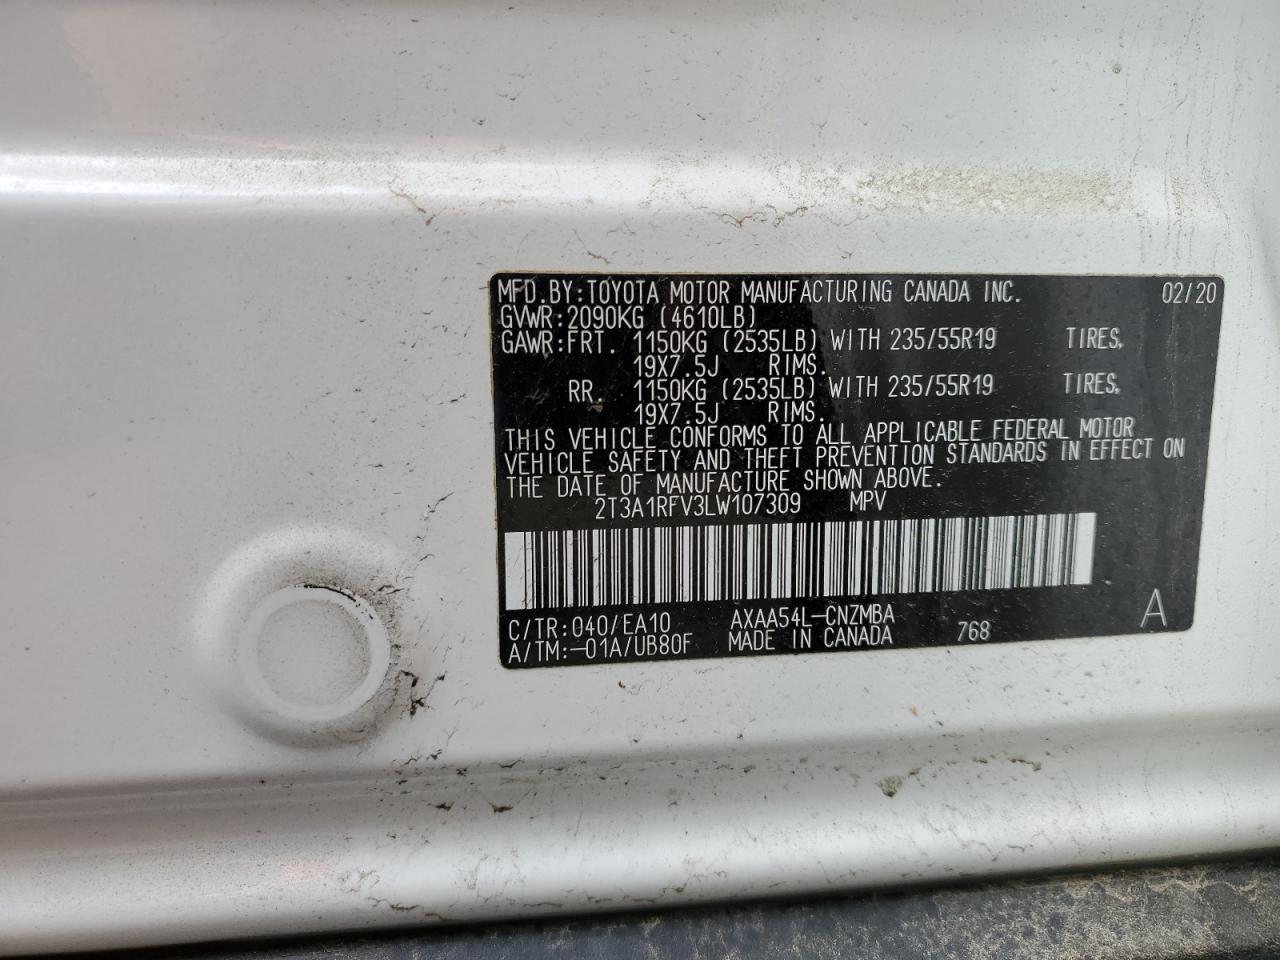 MFD.BY:TOYOTA MOTOR MANUFACTURING CANADA INC. 02/20
GVWR:2090KG (4610LB)
GAWR:FRT. 1150KG (2535LB) WITH 235/55R19 TIRES,
19X7.5J RIMS.
RR. 1150KG (2535LB) WITH 235/55R19 TIRES,
19X7.5J RIMS.
THIS VEHICLE CONFORMS TO ALL APPLICABLE FEDERAL MOTOR
VEHICLE SAFETY AND THEFT PREVENTION STANDARDS IN EFFECT ON
THE DATE OF MANUFACTURE SHOWN ABOVE.
2T3A1RFV3LW107309 MPV
C/TR:040/EA10 AXAA54L-CNZMBA 768 A
A/TM:-01A/UB80F MADE IN CANADA